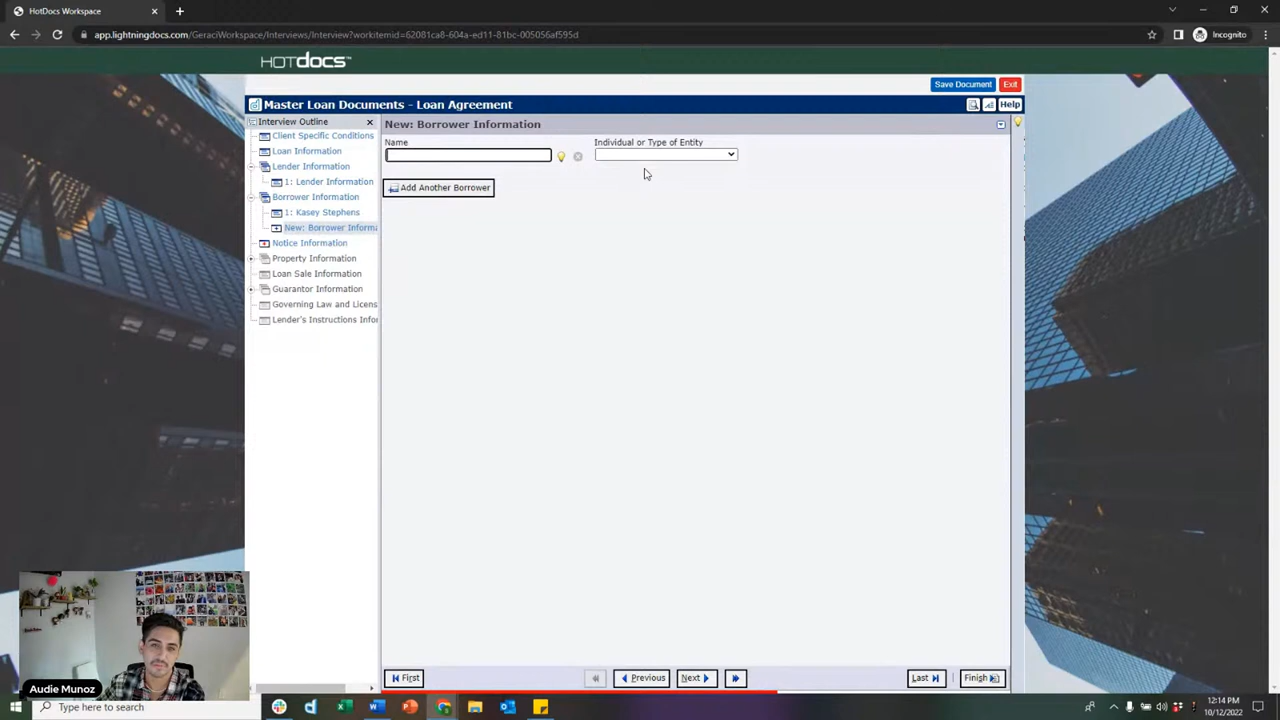 HotDocs Workspace
app.lightningdocs.com/GeraciWorkspace/Interviews/Interview?workitemid=62081ca8-604a-ed11-81bc-005056af595d
Incognito
HOTDOCS™
Save Document
Exit
Master Loan Documents - Loan Agreement
Help
Interview Outline
Client Specific Conditions
Loan Information
Lender Information
1: Lender Information
Borrower Information
1: Kasey Stephens
New: Borrower Informa
Notice Information
Property Information
Loan Sale Information
Guarantor Information
Governing Law and Licens
Lender's Instructions Infor
New: Borrower Information
Name
Individual or Type of Entity
Add Another Borrower
First
Previous
Next
Last
Finish
Audie Munoz
Type here to search
12:14 PM
10/12/2022